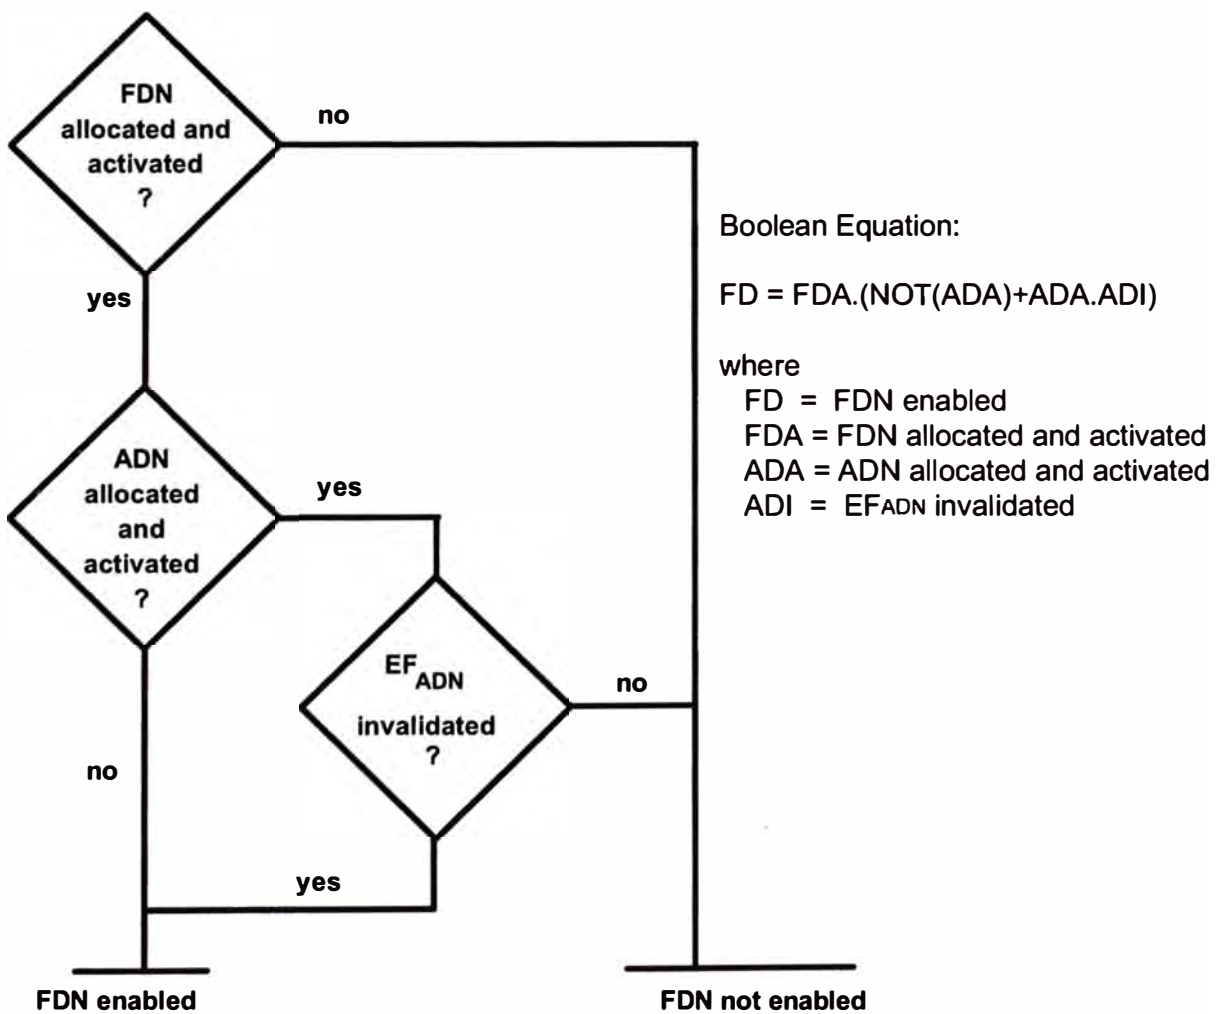 FDN
allocated and
activated
?
no
yes
Boolean Equation:
FD = FDA.(NOT(ADA)+ADA.ADI)
where
FD = FDN enabled
FDA = FDN allocated and activated
ADA = ADN allocated and activated
ADI = EFADN invalidated
ADN
allocated
and
activated
?
yes
EFADN
invalidated
?
no
no
yes
FDN enabled
FDN not enabled